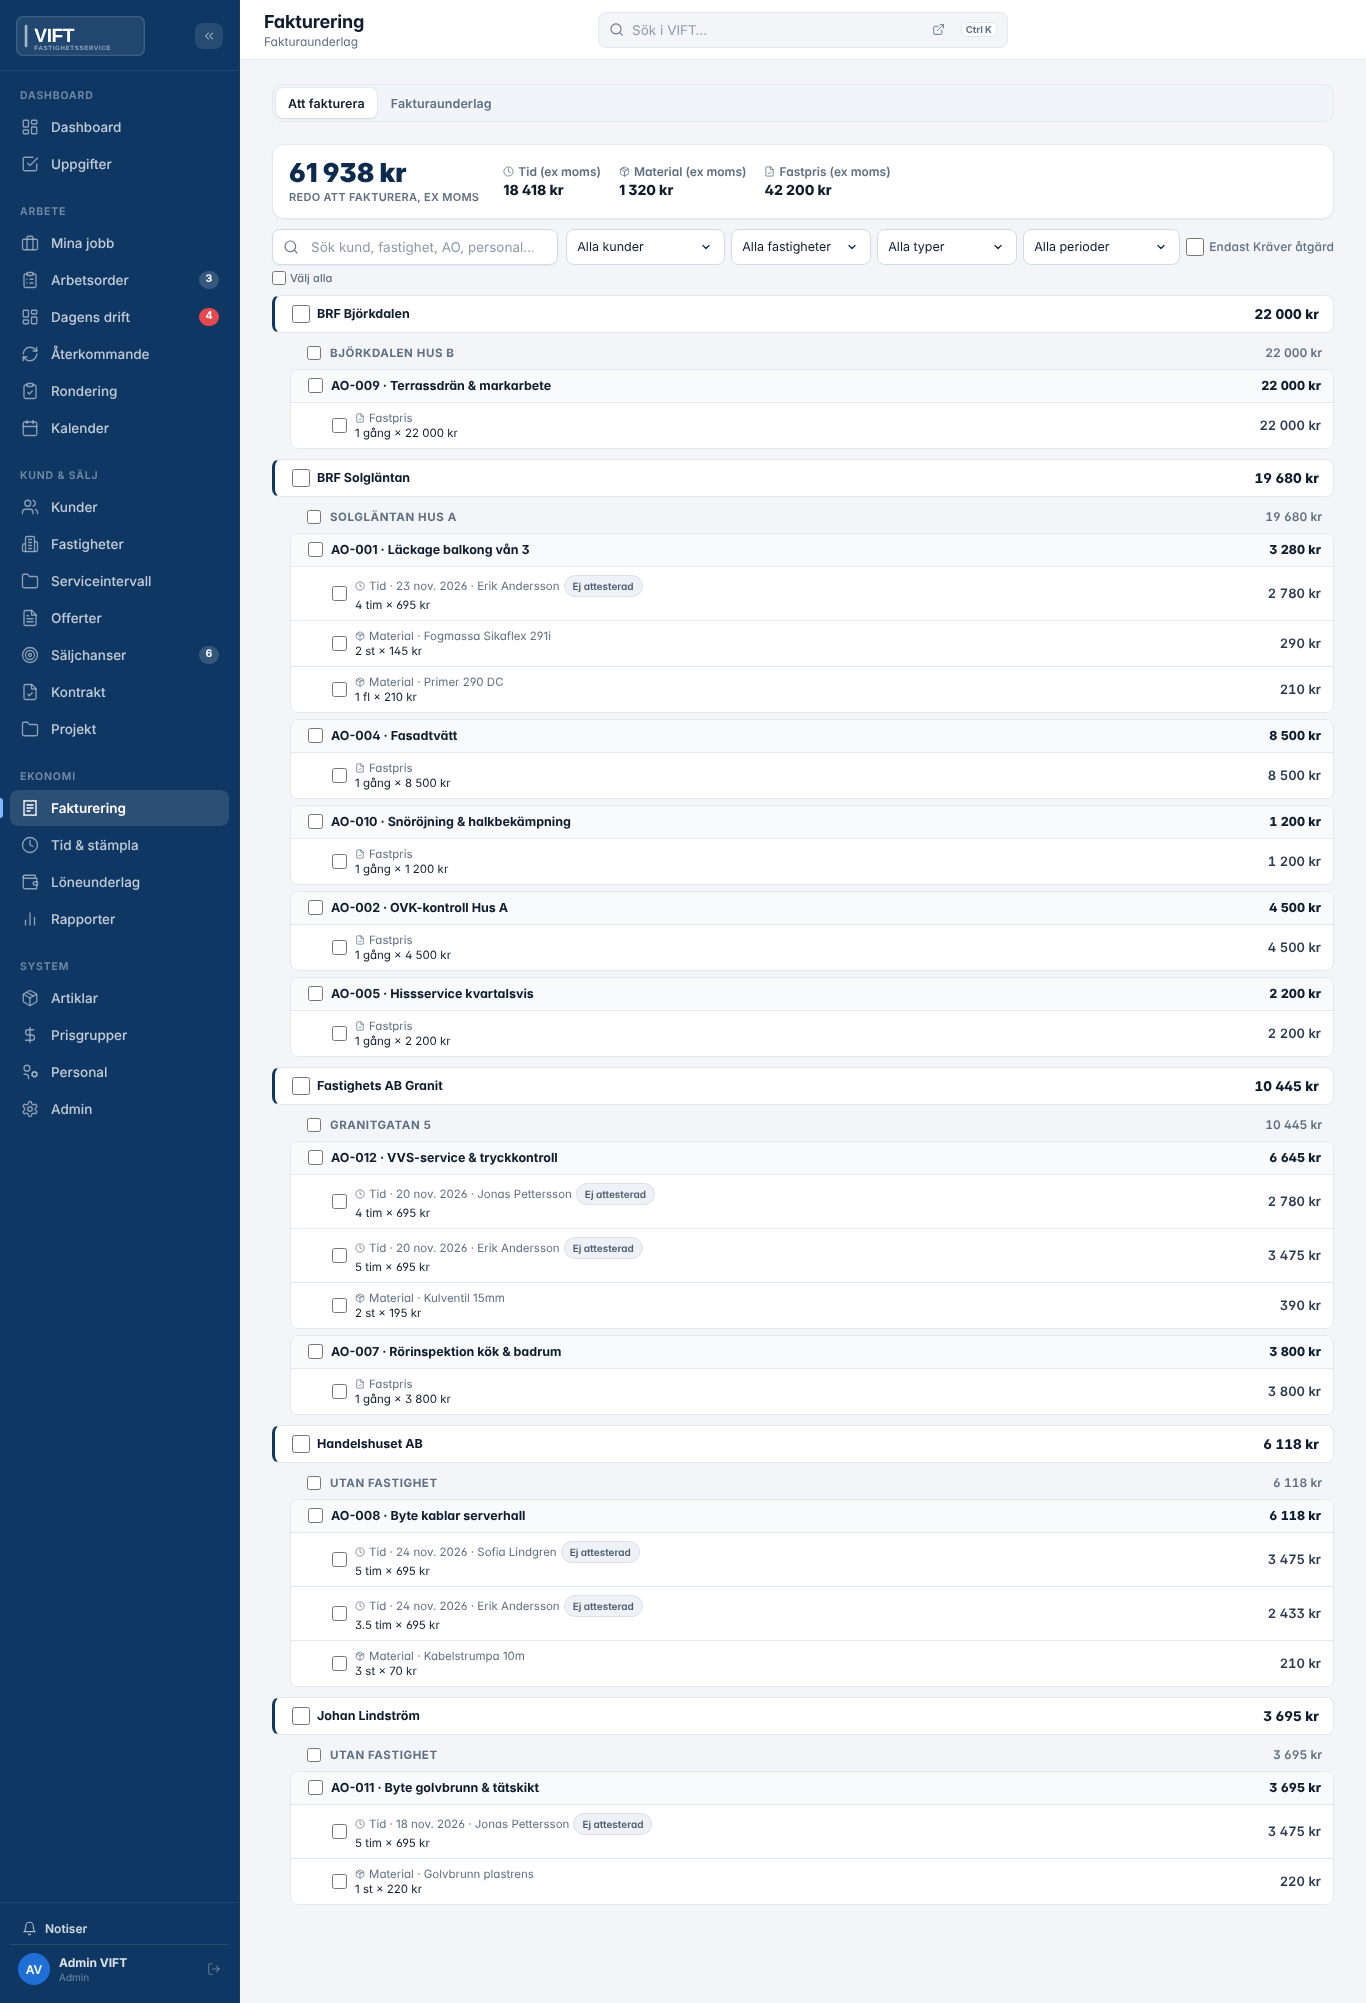 VIFT
FASTIGHETSSERVICE
DASHBOARD
Dashboard
Uppgifter
ARBETE
Mina jobb
Arbetsorder 3
Dagens drift 4
Återkommande
Rondering
Kalender
KUND & SÄLJ
Kunder
Fastigheter
Serviceintervall
Offerter
Säljchanser 6
Kontrakt
Projekt
EKONOMI
Fakturering
Tid & stämpla
Löneunderlag
Rapporter
SYSTEM
Artiklar
Prisgrupper
Personal
Admin
Notiser
AV
Admin VIFT
Admin
Fakturering
Fakturaunderlag
Sök i VIFT...
Ctrl K
Att fakturera Fakturaunderlag
61 938 kr
REDO ATT FAKTURERA, EX MOMS
Tid (ex moms)
18 418 kr
Material (ex moms)
1 320 kr
Fastpris (ex moms)
42 200 kr
Sök kund, fastighet, AO, personal... Alla kunder Alla fastigheter Alla typer Alla perioder Endast Kräver åtgärd
Välj alla
BRF Björkdalen 22 000 kr
BJÖRKDALEN HUS B 22 000 kr
AO-009 · Terrassdrän & markarbete 22 000 kr
Fastpris
1 gång × 22 000 kr 22 000 kr
BRF Solgläntan 19 680 kr
SOLGLÄNTAN HUS A 19 680 kr
AO-001 · Läckage balkong vån 3 3 280 kr
Tid · 23 nov. 2026 · Erik Andersson Ej attesterad
4 tim × 695 kr 2 780 kr
Material · Fogmassa Sikaflex 291i
2 st × 145 kr 290 kr
Material · Primer 290 DC
1 fl × 210 kr 210 kr
AO-004 · Fasadtvätt 8 500 kr
Fastpris
1 gång × 8 500 kr 8 500 kr
AO-010 · Snöröjning & halkbekämpning 1 200 kr
Fastpris
1 gång × 1 200 kr 1 200 kr
AO-002 · OVK-kontroll Hus A 4 500 kr
Fastpris
1 gång × 4 500 kr 4 500 kr
AO-005 · Hissservice kvartalsvis 2 200 kr
Fastpris
1 gång × 2 200 kr 2 200 kr
Fastighets AB Granit 10 445 kr
GRANITGATAN 5 10 445 kr
AO-012 · VVS-service & tryckkontroll 6 645 kr
Tid · 20 nov. 2026 · Jonas Pettersson Ej attesterad
4 tim × 695 kr 2 780 kr
Tid · 20 nov. 2026 · Erik Andersson Ej attesterad
5 tim × 695 kr 3 475 kr
Material · Kulventil 15mm
2 st × 195 kr 390 kr
AO-007 · Rörinspektion kök & badrum 3 800 kr
Fastpris
1 gång × 3 800 kr 3 800 kr
Handelshuset AB 6 118 kr
UTAN FASTIGHET 6 118 kr
AO-008 · Byte kablar serverhall 6 118 kr
Tid · 24 nov. 2026 · Sofia Lindgren Ej attesterad
5 tim × 695 kr 3 475 kr
Tid · 24 nov. 2026 · Erik Andersson Ej attesterad
3.5 tim × 695 kr 2 433 kr
Material · Kabelstrumpa 10m
3 st × 70 kr 210 kr
Johan Lindström 3 695 kr
UTAN FASTIGHET 3 695 kr
AO-011 · Byte golvbrunn & tätskikt 3 695 kr
Tid · 18 nov. 2026 · Jonas Pettersson Ej attesterad
5 tim × 695 kr 3 475 kr
Material · Golvbrunn plastrens
1 st × 220 kr 220 kr